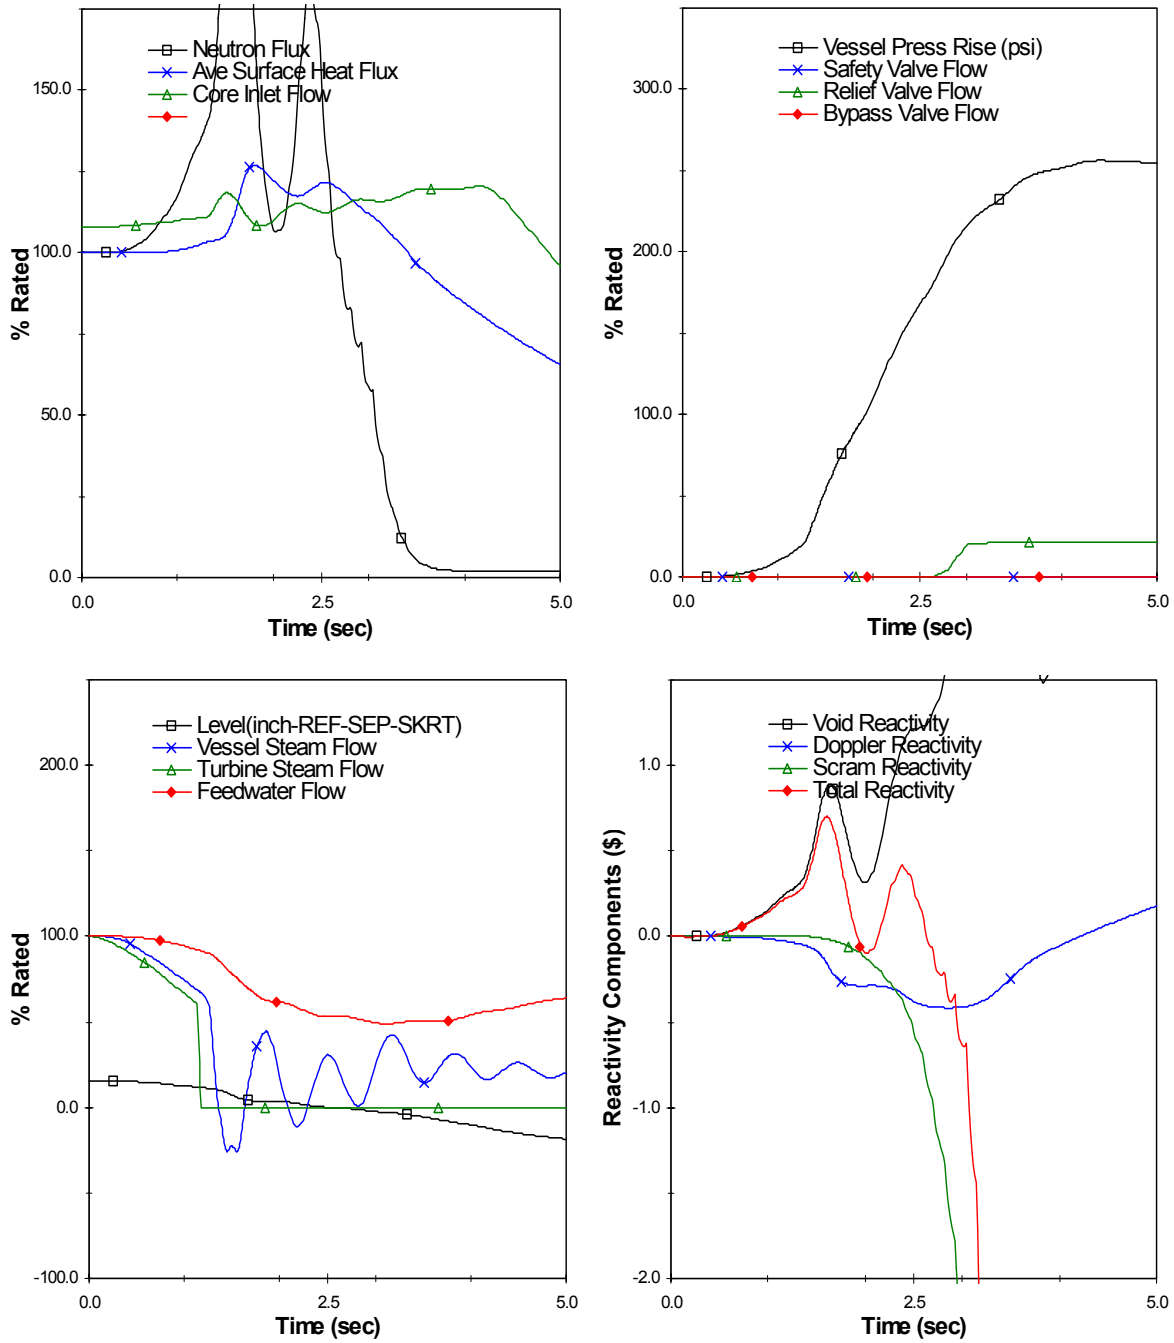 Neutron Flux
Ave Surface Heat Flux
Core Inlet Flow
150.0
100.0
50.0
0.0
% Rated
0.0
2.5
5.0
Time (sec)
Vessel Press Rise (psi)
Safety Valve Flow
Relief Valve Flow
Bypass Valve Flow
300.0
200.0
100.0
0.0
% Rated
0.0
2.5
5.0
Time (sec)
Level(inch-REF-SEP-SKRT)
Vessel Steam Flow
Turbine Steam Flow
Feedwater Flow
200.0
100.0
0.0
-100.0
% Rated
0.0
2.5
5.0
Time (sec)
Void Reactivity
Doppler Reactivity
Scram Reactivity
Total Reactivity
1.0
0.0
-1.0
-2.0
Reactivity Components ($)
0.0
2.5
5.0
Time (sec)